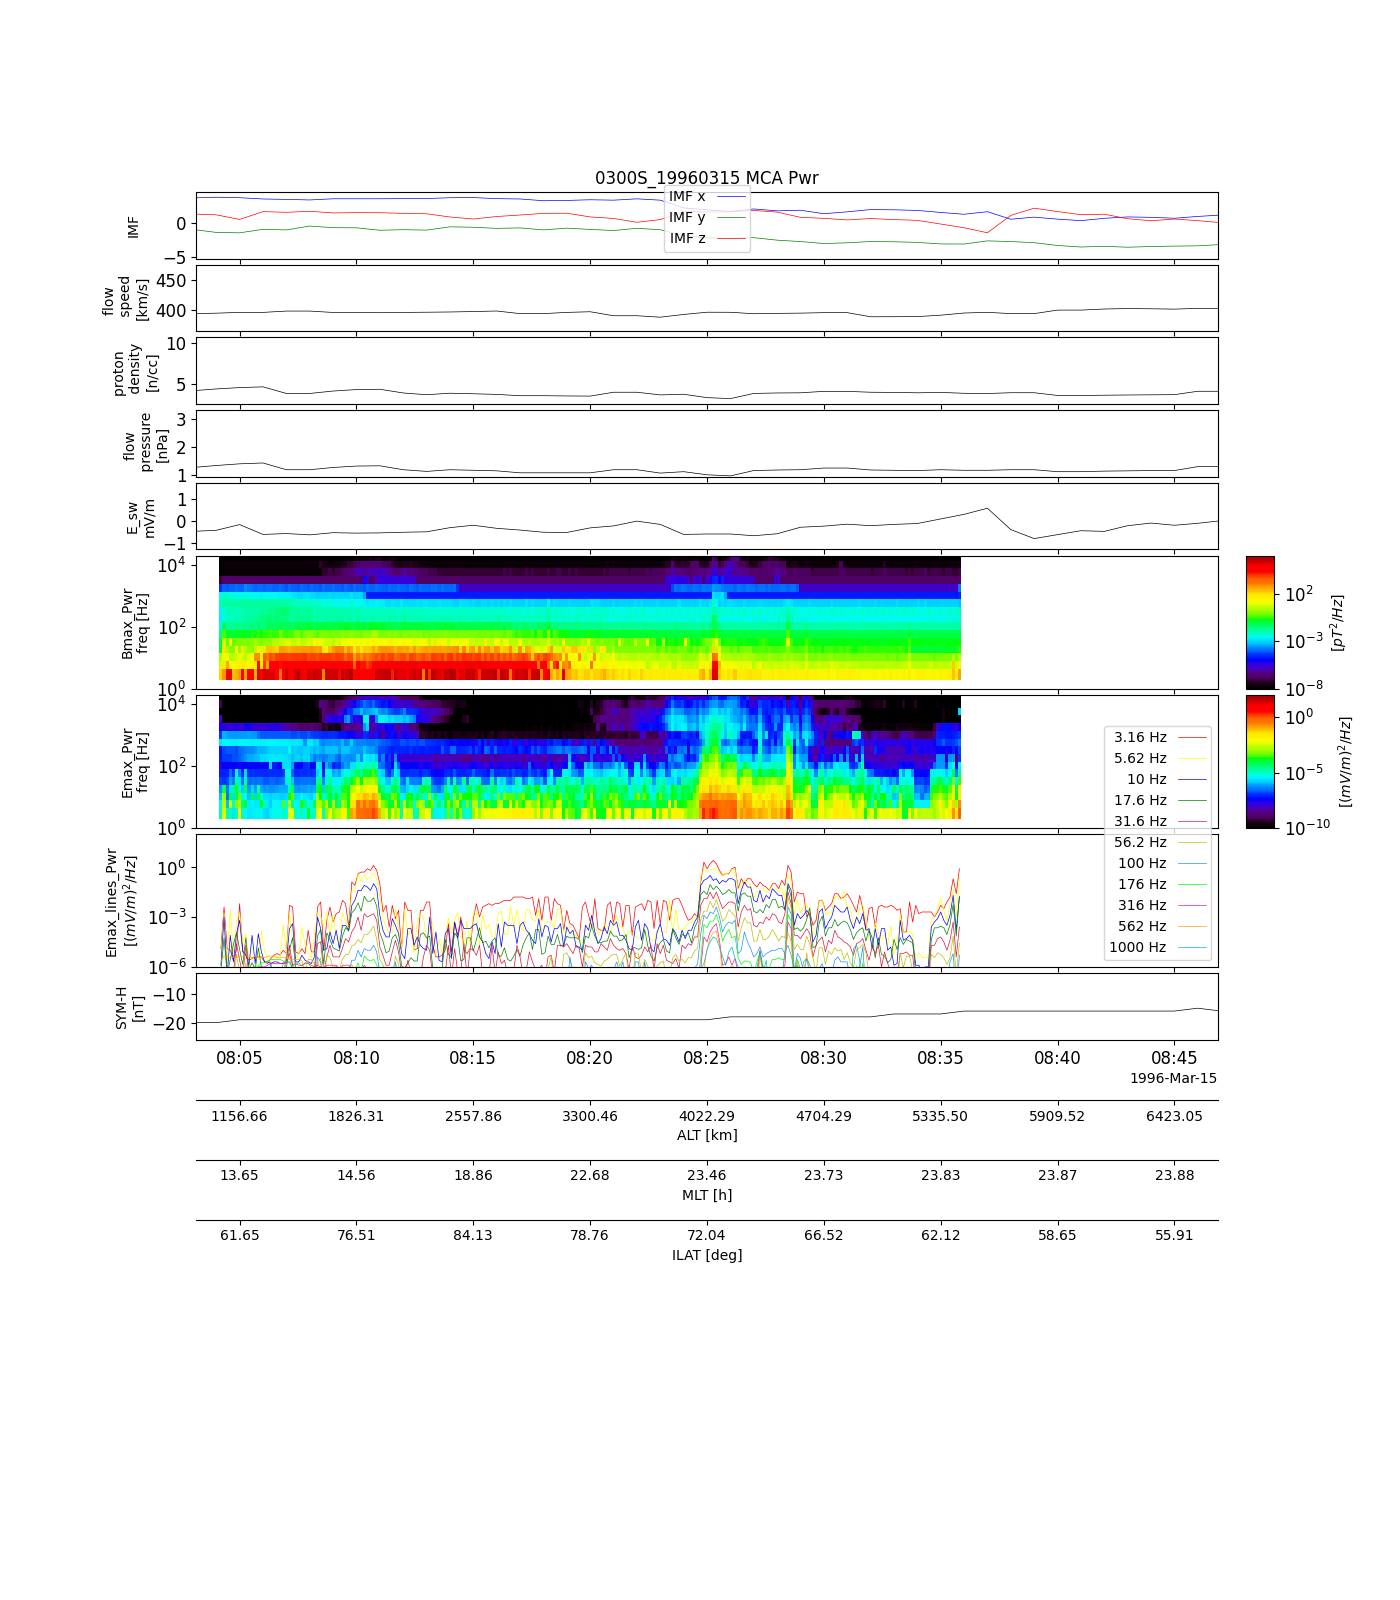 0300S_19960315 MCA Pwr
IMF
0
−5
IMF x
IMF y
IMF z
flow
speed
[km/s]
450
400
proton
density
[n/cc]
10
5
flow
pressure
[nPa]
3
2
1
E_sw
mV/m
1
0
−1
Bmax_Pwr
freq [Hz]
10^4
10^2
10^0
10^2
10^−3
10^−8
[pT^2/Hz]
Emax_Pwr
freq [Hz]
10^4
10^2
10^0
10^0
10^−5
10^−10
[(mV/m)^2/Hz]
Emax_lines_Pwr
[(mV/m)^2/Hz]
10^0
10^−3
10^−6
3.16 Hz
5.62 Hz
10 Hz
17.6 Hz
31.6 Hz
56.2 Hz
100 Hz
176 Hz
316 Hz
562 Hz
1000 Hz
SYM-H
[nT]
−10
−20
08:05 08:10 08:15 08:20 08:25 08:30 08:35 08:40 08:45
1996-Mar-15
1156.66 1826.31 2557.86 3300.46 4022.29 4704.29 5335.50 5909.52 6423.05
ALT [km]
13.65 14.56 18.86 22.68 23.46 23.73 23.83 23.87 23.88
MLT [h]
61.65 76.51 84.13 78.76 72.04 66.52 62.12 58.65 55.91
ILAT [deg]